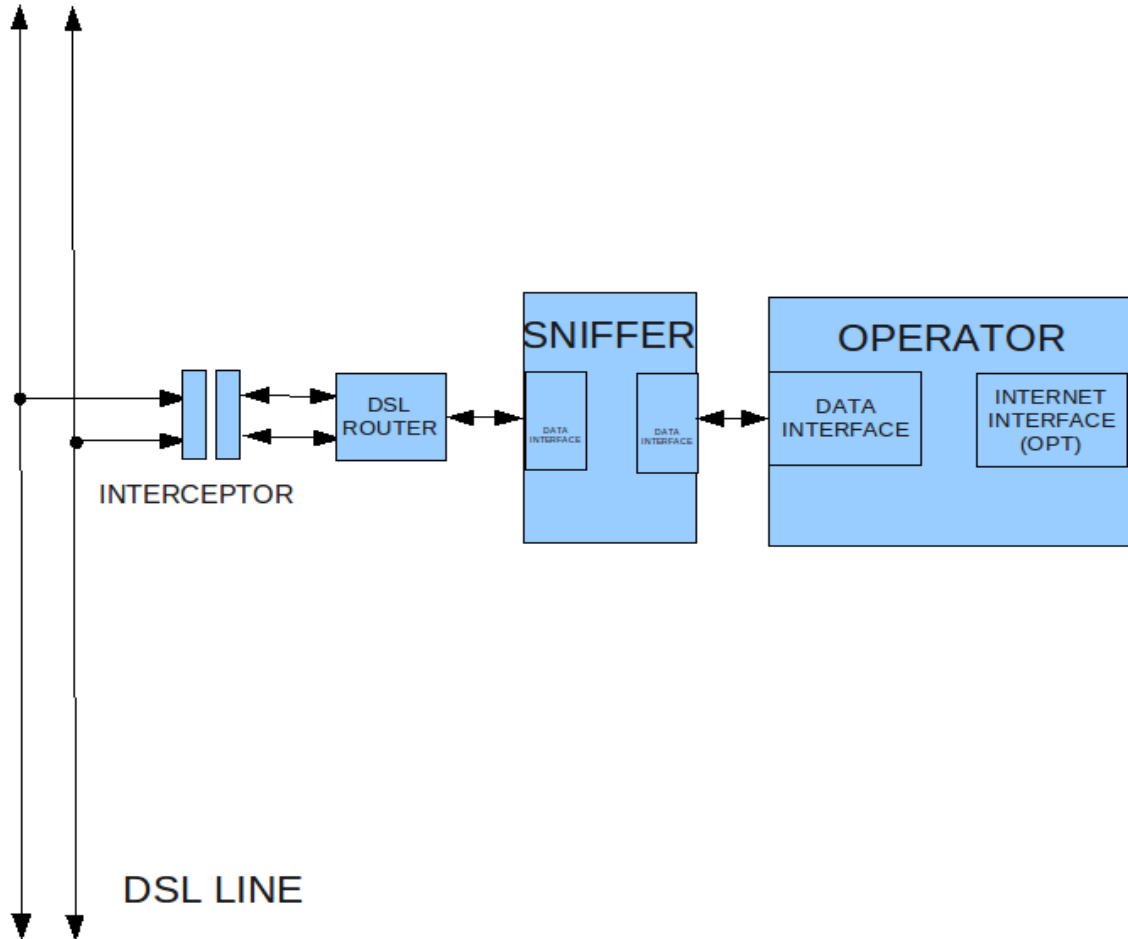 SNIFFER
OPERATOR
DSL
ROUTER
DATA
INTERFACE
DATA
INTERFACE
DATA
INTERFACE
INTERNET
INTERFACE
(OPT)
INTERCEPTOR
DSL LINE